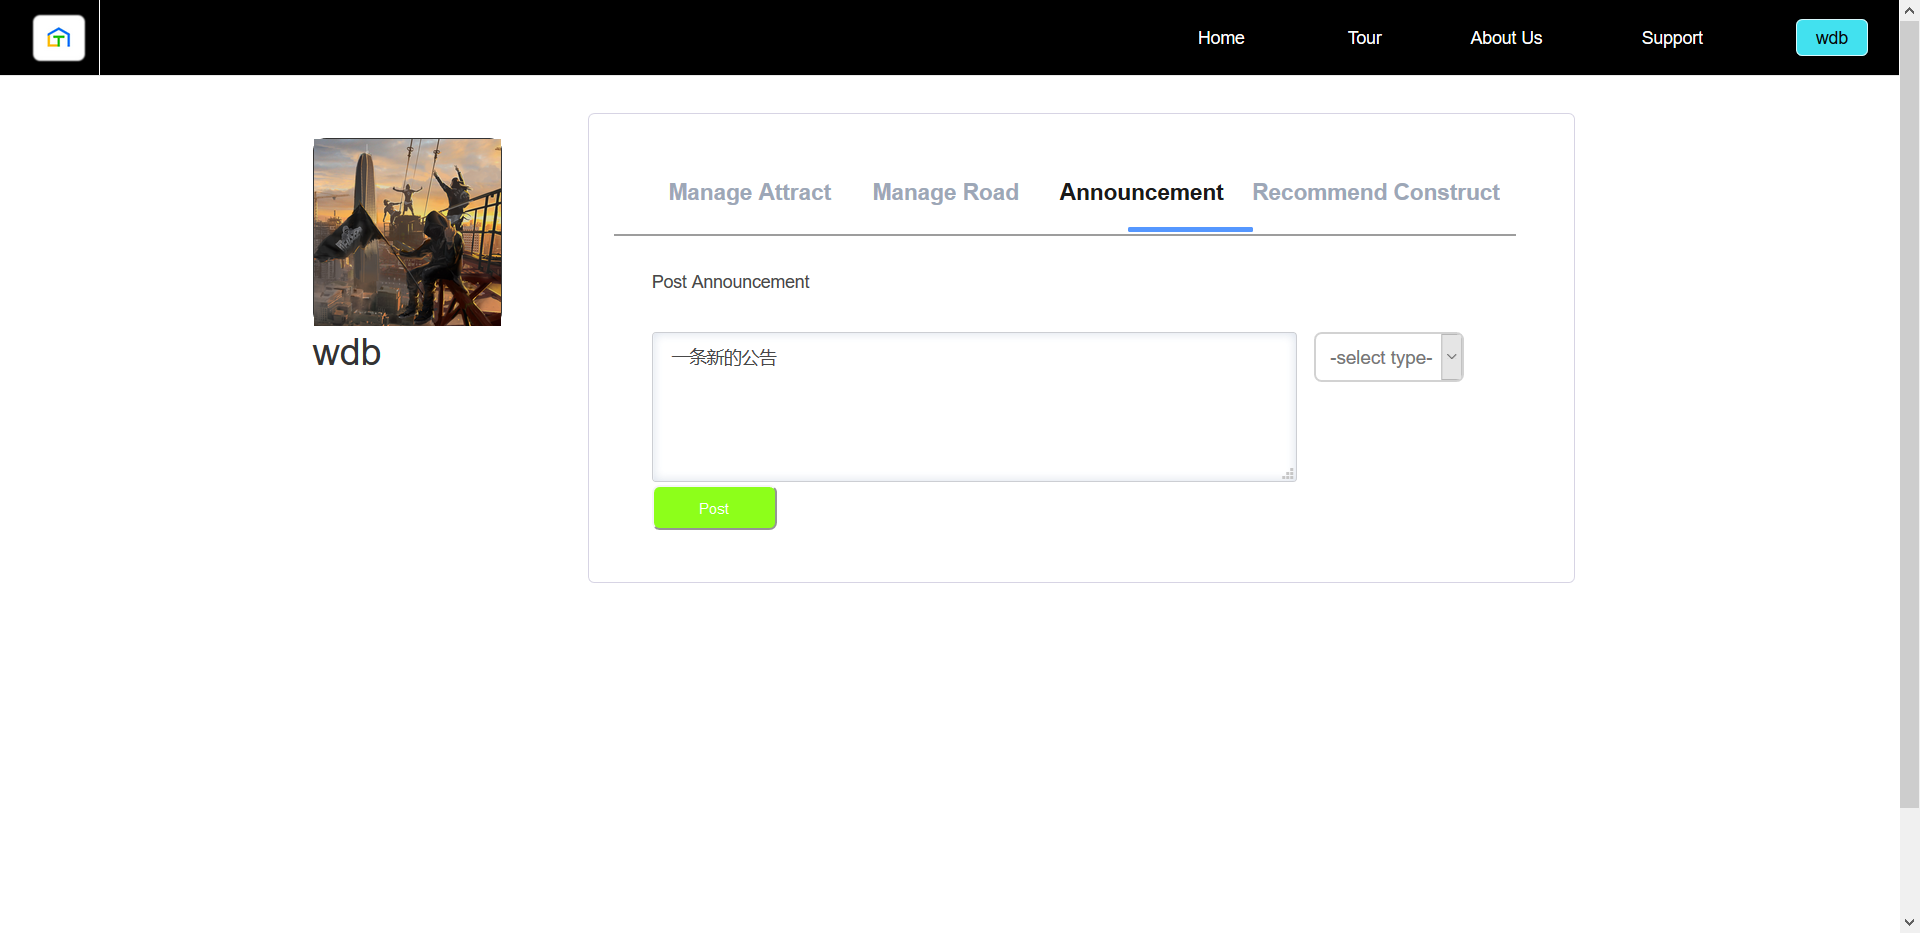 Home Tour About Us Support wdb
Manage Attract Manage Road Announcement Recommend Construct
Post Announcement
一条新的公告
-select type-
Post
wdb